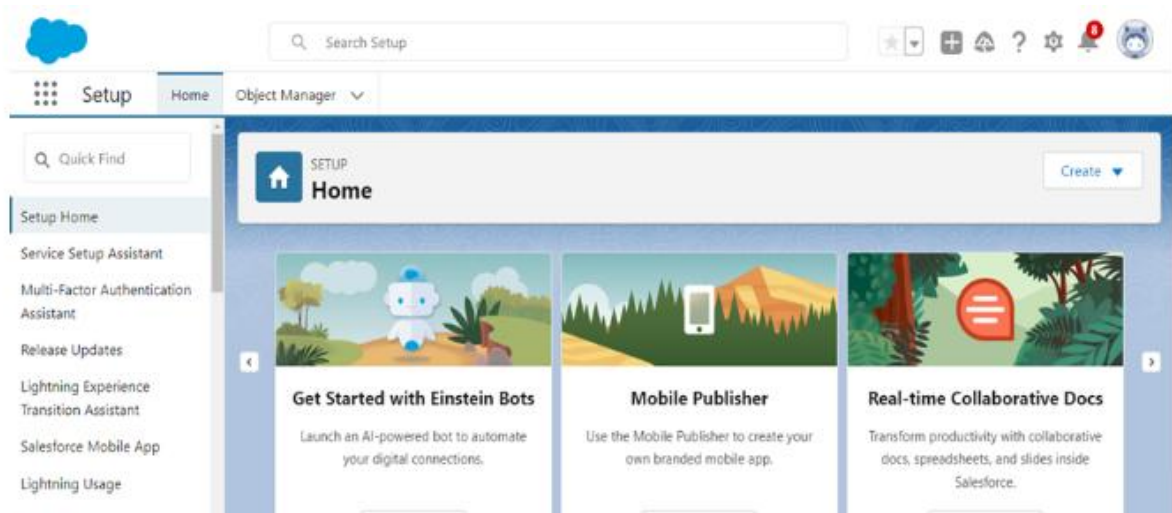 Search Setup
8
Setup
Home
Object Manager
Quick Find
SETUP
Home
Create
Setup Home
Service Setup Assistant
Multi-Factor Authentication
Assistant
Release Updates
Lightning Experience
Transition Assistant
Salesforce Mobile App
Lightning Usage
Get Started with Einstein Bots
Launch an AI-powered bot to automate
your digital connections.
Mobile Publisher
Use the Mobile Publisher to create your
own branded mobile app.
Real-time Collaborative Docs
Transform productivity with collaborative
docs, spreadsheets, and slides inside
Salesforce.